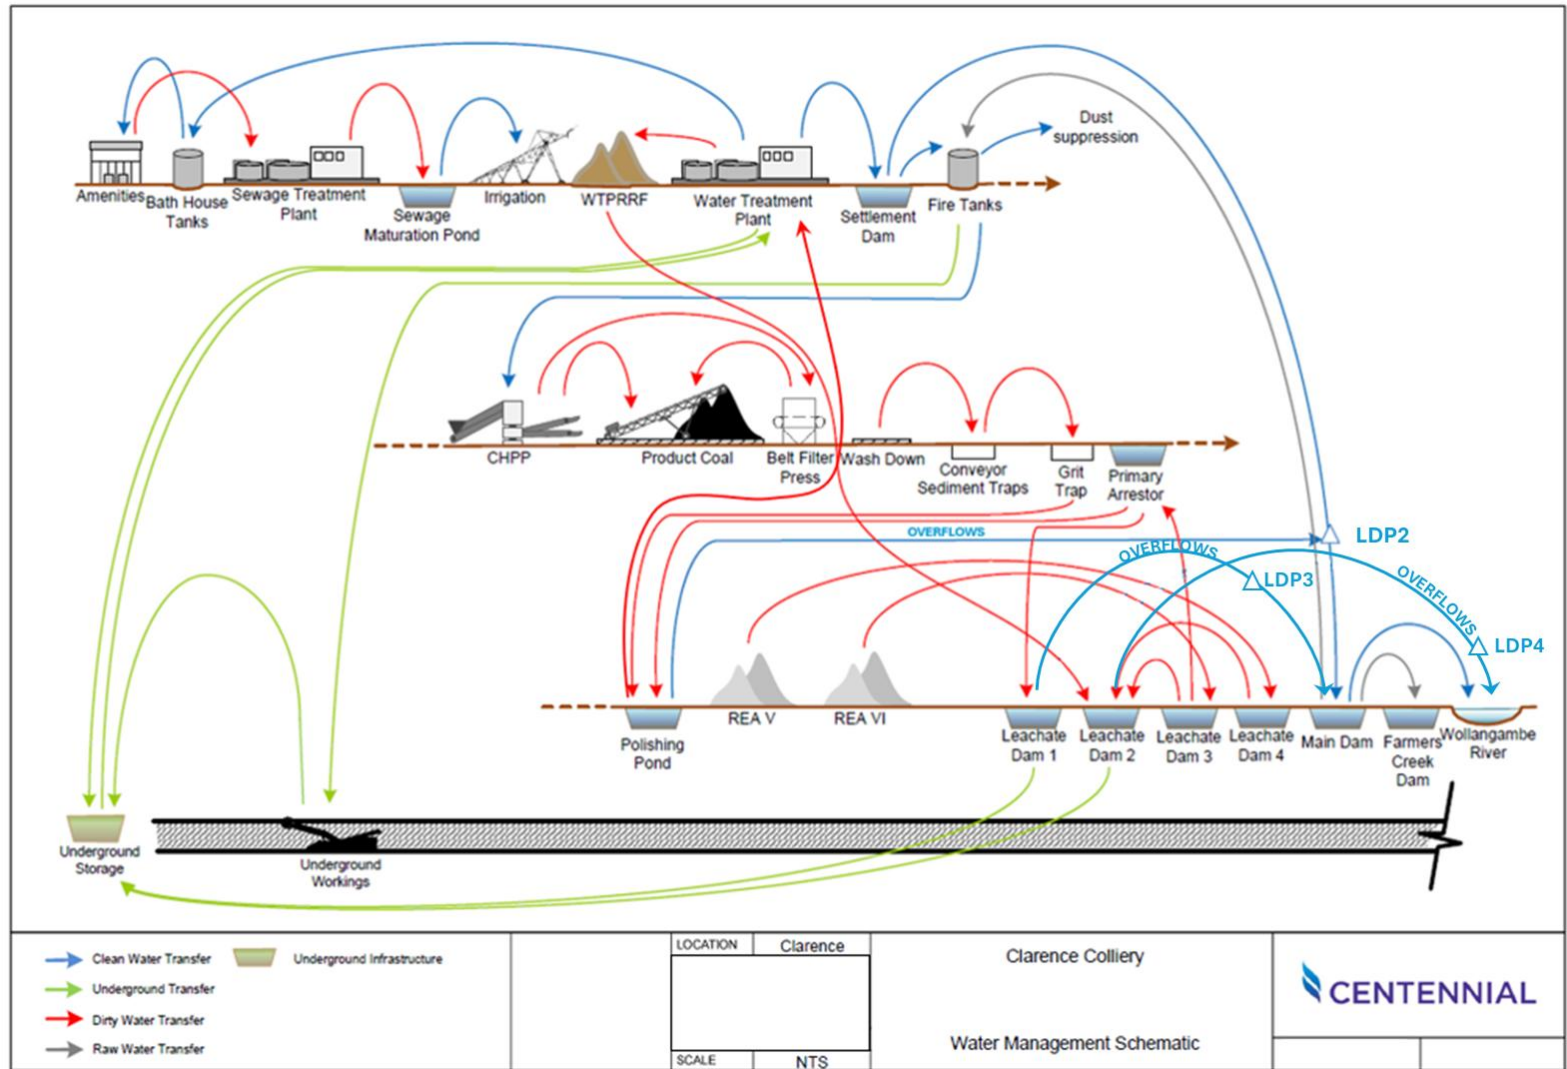 Dust
suppression
Amenities
Bath House
Tanks
Sewage Treatment
Plant
Sewage
Maturation Pond
Irrigation
WTPRRF
Water Treatment
Plant
Settlement
Dam
Fire Tanks
CHPP
Product Coal
Belt Filter
Press
Wash Down
Conveyor
Sediment Traps
Grit
Trap
Primary
Arrestor
OVERFLOWS
LDP2
OVERFLOWS
LDP3
OVERFLOWS
LDP4
REA V
REA VI
Polishing
Pond
Leachate
Dam 1
Leachate
Dam 2
Leachate
Dam 3
Leachate
Dam 4
Main Dam
Farmers
Creek
Dam
Wollangambe
River
Underground
Storage
Underground
Workings
Clean Water Transfer
Underground Infrastructure
Underground Transfer
Dirty Water Transfer
Raw Water Transfer
LOCATION
Clarence
SCALE
NTS
Clarence Colliery
Water Management Schematic
CENTENNIAL